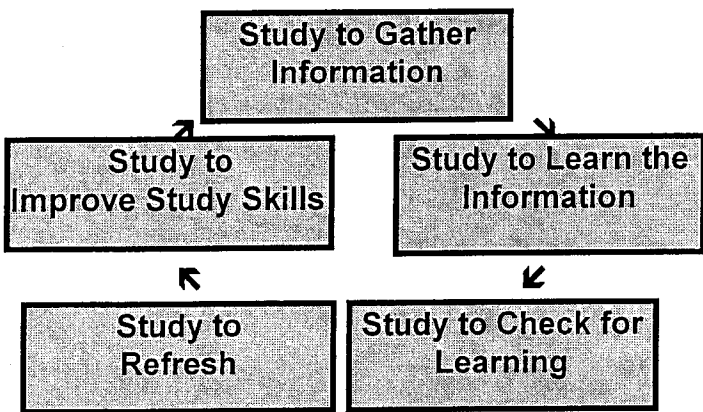 Study to Gather
Information
Study to
Improve Study Skills
Study to Learn the
Information
Study to
Refresh
Study to Check for
Learning